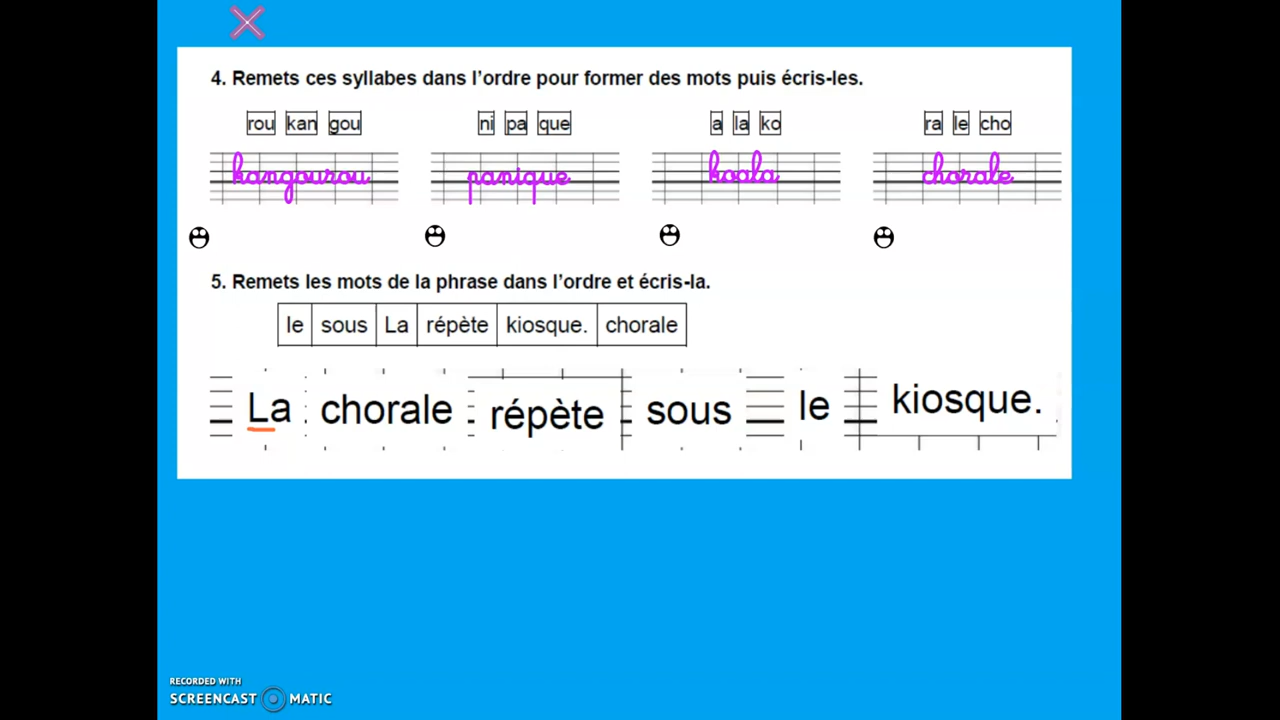 4. Remets ces syllabes dans l'ordre pour former des mots puis écris-les.
rou kan gou ni pa que a la ko ra le cho
kangourou panique koala chorale
5. Remets les mots de la phrase dans l'ordre et écris-la.
le sous La répète kiosque. chorale
La chorale répète sous le kiosque.
RECORDED WITH
SCREENCAST MATIC